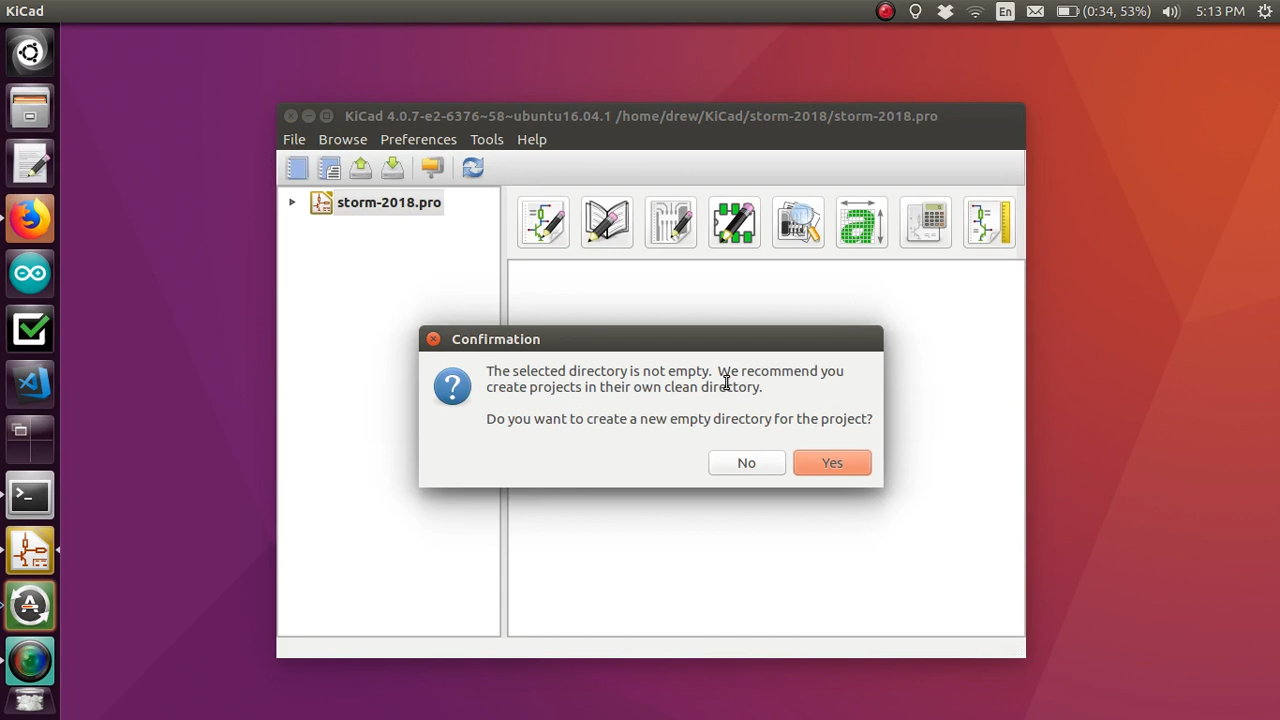 KiCad
En
(0:34, 53%)
5:13 PM
KiCad 4.0.7-e2-6376~58~ubuntu16.04.1 /home/drew/KiCad/storm-2018/storm-2018.pro
File Browse Preferences Tools Help
storm-2018.pro
Confirmation
The selected directory is not empty. We recommend you
create projects in their own clean directory.
Do you want to create a new empty directory for the project?
No
Yes